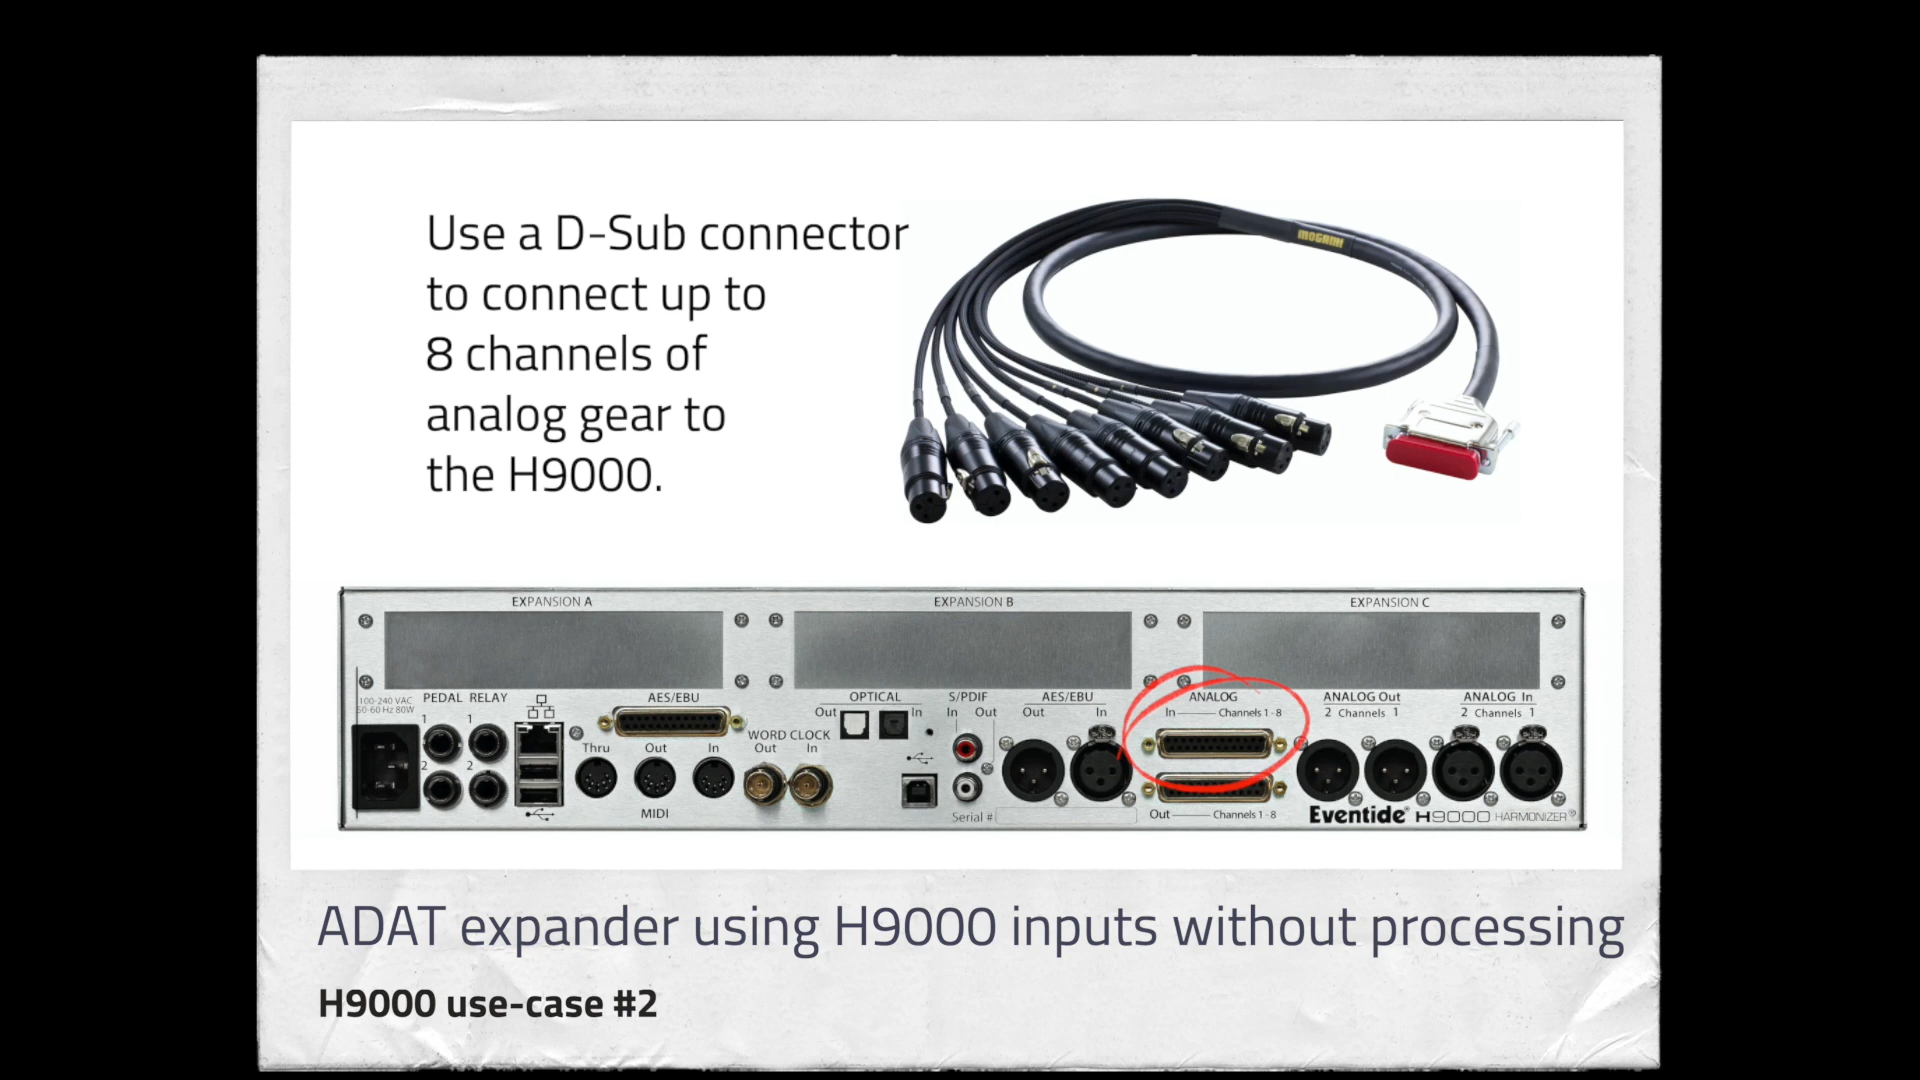 Use a D-Sub connector
to connect up to
8 channels of
analog gear to
the H9000.
MOGAMI
EXPANSION A
EXPANSION B
EXPANSION C
100-240 VAC
50-60 Hz 80W
PEDAL RELAY
1 1
2 2
AES/EBU
Thru Out In
MIDI
WORD CLOCK
Out In
OPTICAL
Out In
S/PDIF
In Out
AES/EBU
Out In
Serial #
ANALOG
In Channels 1 - 8
Out Channels 1 - 8
ANALOG Out
2 Channels 1
ANALOG In
2 Channels 1
Eventide® H9000 HARMONIZER®
ADAT expander using H9000 inputs without processing
H9000 use-case #2